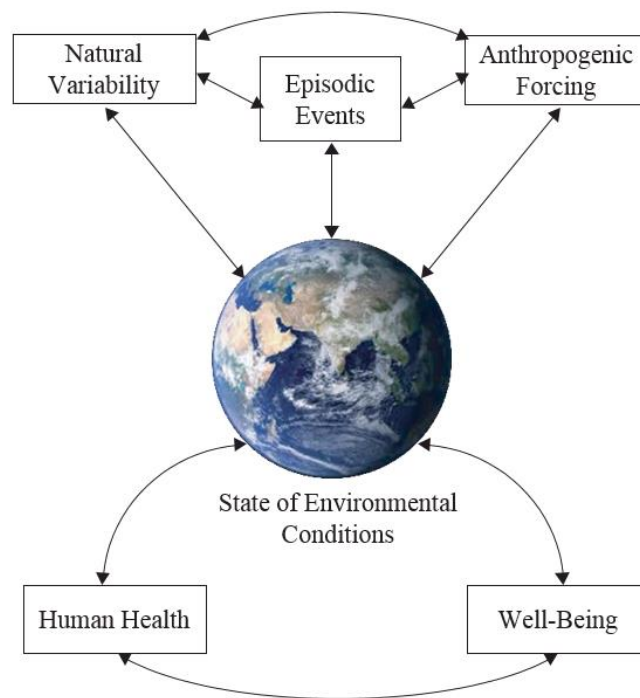 Natural
Variability
Episodic
Events
Anthropogenic
Forcing
State of Environmental
Conditions
Human Health
Well-Being